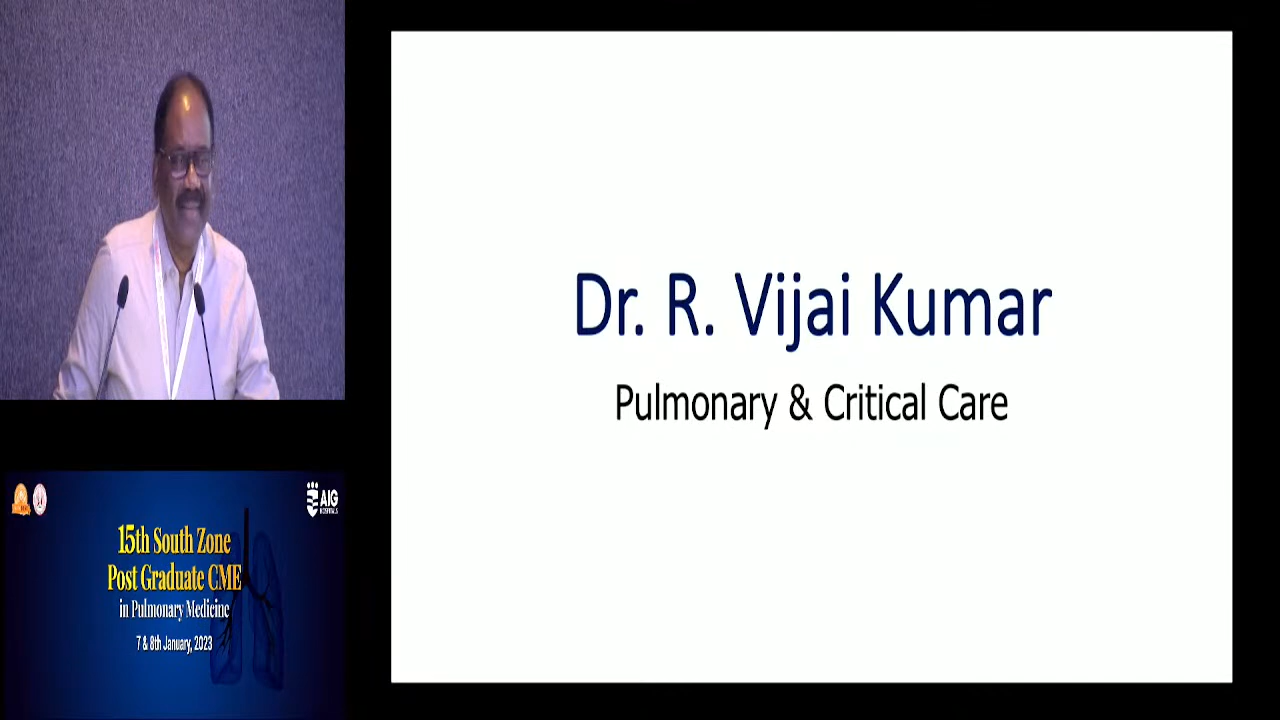 Dr. R. Vijai Kumar
Pulmonary & Critical Care
AIG
HOSPITALS
15th South Zone
Post Graduate CME
in Pulmonary Medicine
7 & 8th January, 2023